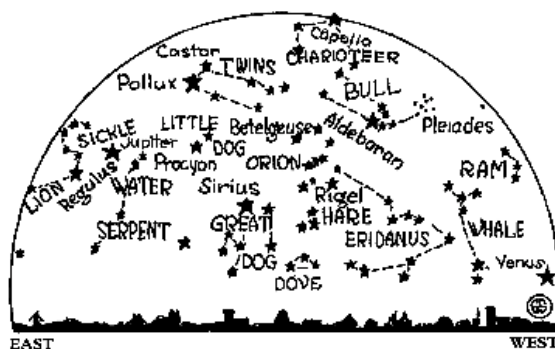 Capella
Castor
TWINS
CHARIOTEER
Pollux
BULL
SICKLE
LITTLE
Betelgeuse
Aldebaran
Pleiades
Jupiter
DOG
LION
Regulus
WATER
Procyon
ORION
RAM
Sirius
Rigel
SERPENT
GREAT
HARE
ERIDANUS
WHALE
DOG
DOVE
Venus
EAST
WEST